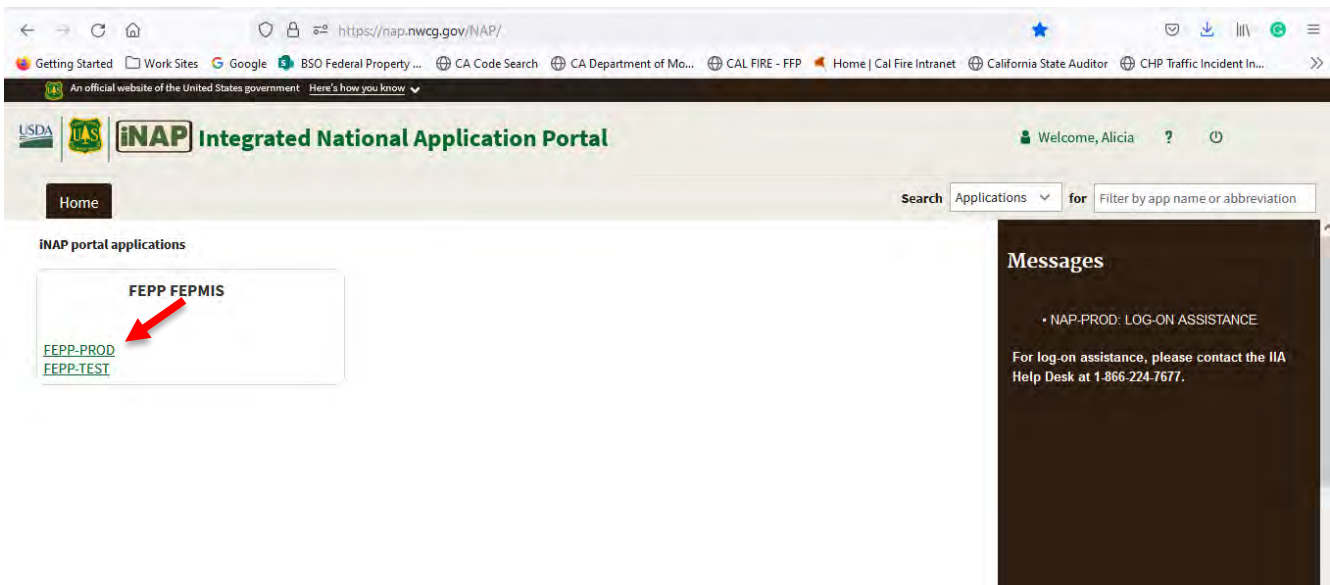 https://nap.nwcg.gov/NAP/
Getting Started Work Sites Google BSO Federal Property ... CA Code Search CA Department of Mo... CAL FIRE - FFP Home | Cal Fire Intranet California State Auditor CHP Traffic Incident In...
An official website of the United States government Here's how you know
USDA UAS iNAP Integrated National Application Portal Welcome, Alicia ?
Home Search Applications for Filter by app name or abbreviation
iNAP portal applications
FEPP FEPMIS
FEPP-PROD
FEPP-TEST
Messages
• NAP-PROD: LOG-ON ASSISTANCE
For log-on assistance, please contact the IIA
Help Desk at 1-866-224-7677.